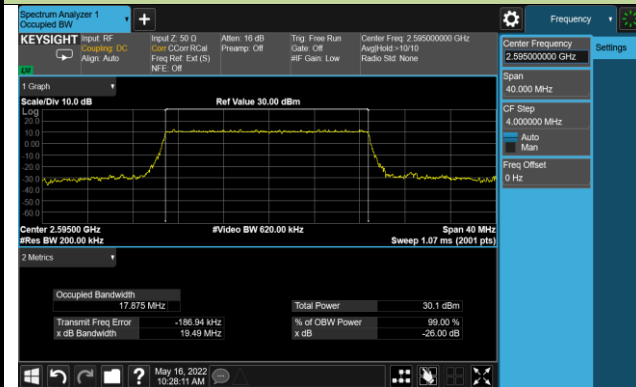 Spectrum Analyzer 1
Occupied BW
Frequency
KEYSIGHT
Input: RF
Coupling: DC
Align: Auto
Input Z: 50 Ω
Corr CCorr RCal
Freq Ref: Ext (S)
NFE: Off
Atten: 16 dB
Preamp: Off
Trig: Free Run
Gate: Off
#IF Gain: Low
Center Freq: 2.595000000 GHz
Avg|Hold:>10/10
Radio Std: None
Center Frequency
2.595000000 GHz
Settings
Span
40.000 MHz
CF Step
4.000000 MHz
Auto
Man
Freq Offset
0 Hz
1 Graph
Scale/Div 10.0 dB
Ref Value 30.00 dBm
Log
20.0
10.0
0.00
-10.0
-20.0
-30.0
-40.0
-50.0
-60.0
Center 2.59500 GHz
#Video BW 620.00 kHz
Span 40 MHz
#Res BW 200.00 kHz
Sweep 1.07 ms (2001 pts)
2 Metrics
Occupied Bandwidth
17.875 MHz
Total Power 30.1 dBm
Transmit Freq Error -186.94 kHz
% of OBW Power 99.00 %
x dB Bandwidth 19.49 MHz
x dB -26.00 dB
May 16, 2022
10:28:11 AM